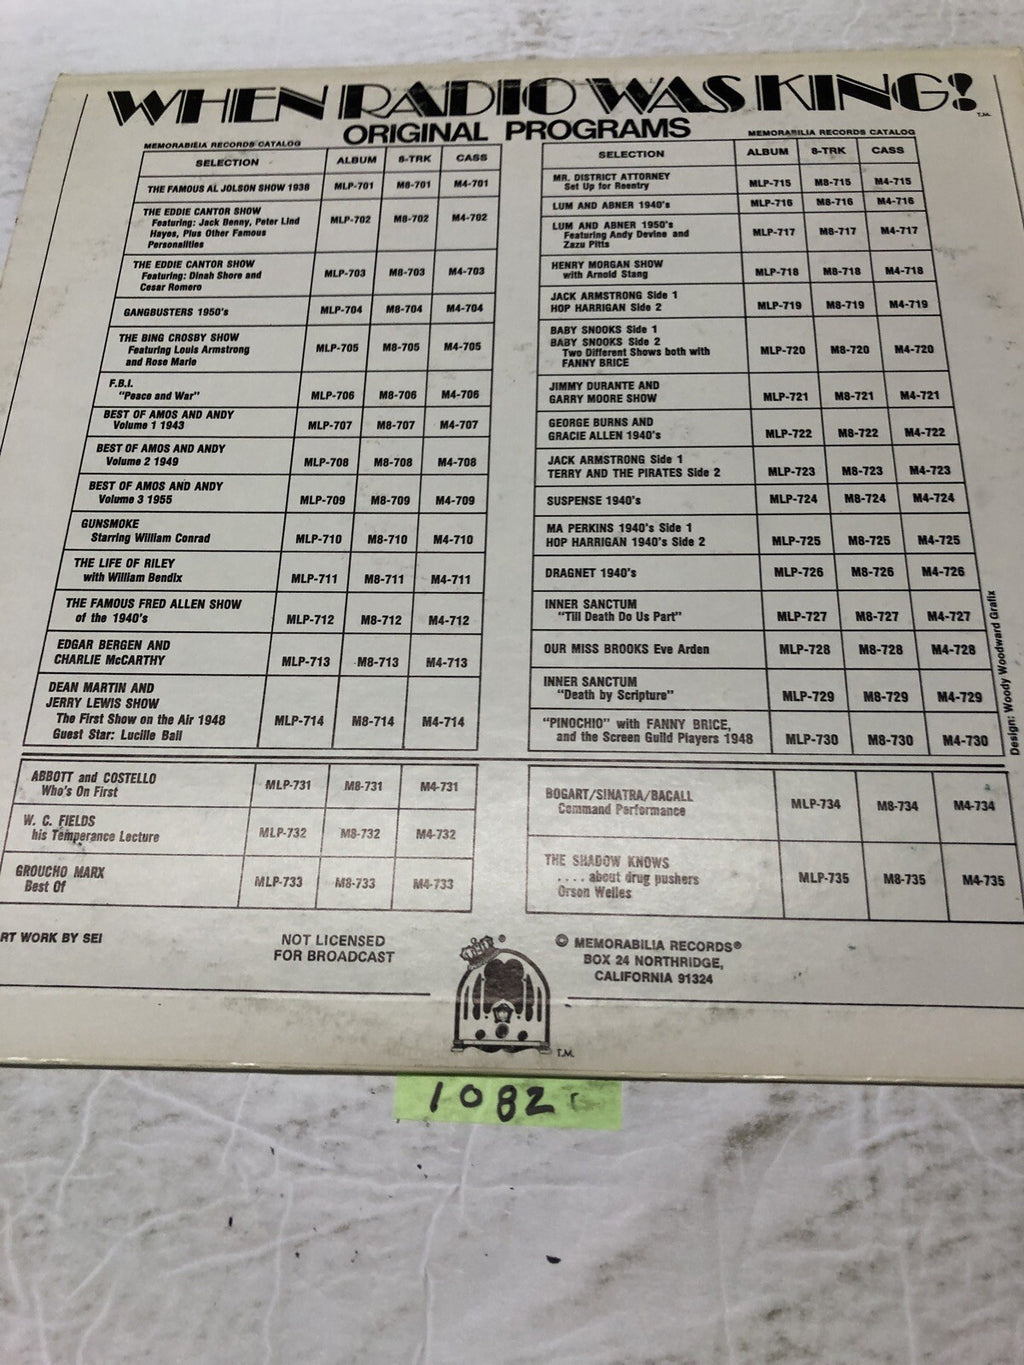 WHEN RADIO WAS KING!
T.M.
ORIGINAL PROGRAMS
MEMORABILIA RECORDS CATALOG
SELECTION ALBUM 8-TRK CASS
THE FAMOUS AL JOLSON SHOW 1938 MLP-701 M8-701 M4-701
THE EDDIE CANTOR SHOW
Featuring: Jack Benny, Peter Lind MLP-702 M8-702 M4-702
Hayes, Plus Other Famous
Personalities
THE EDDIE CANTOR SHOW
Featuring: Dinah Shore and MLP-703 M8-703 M4-703
Cesar Romero
GANGBUSTERS 1950's MLP-704 M8-704 M4-704
THE BING CROSBY SHOW
Featuring Louis Armstrong MLP-705 M8-705 M4-705
and Rose Marie
F.B.I.
"Peace and War" MLP-706 M8-706 M4-706
BEST OF AMOS AND ANDY
Volume 1 1943 MLP-707 M8-707 M4-707
BEST OF AMOS AND ANDY
Volume 2 1949 MLP-708 M8-708 M4-708
BEST OF AMOS AND ANDY
Volume 3 1955 MLP-709 M8-709 M4-709
GUNSMOKE
Starring William Conrad MLP-710 M8-710 M4-710
THE LIFE OF RILEY
with William Bendix MLP-711 M8-711 M4-711
THE FAMOUS FRED ALLEN SHOW
of the 1940's MLP-712 M8-712 M4-712
EDGAR BERGEN AND
CHARLIE McCARTHY MLP-713 M8-713 M4-713
DEAN MARTIN AND
JERRY LEWIS SHOW
The First Show on the Air 1948 MLP-714 M8-714 M4-714
Guest Star: Lucille Ball
ABBOTT and COSTELLO MLP-731 M8-731 M4-731
Who's On First
W. C. FIELDS
his Temperance Lecture MLP-732 M8-732 M4-732
GROUCHO MARX MLP-733 M8-733 M4-733
Best Of
MEMORABILIA RECORDS CATALOG
SELECTION ALBUM 8-TRK CASS
MR. DISTRICT ATTORNEY
Set Up for Reentry MLP-715 M8-715 M4-715
LUM AND ABNER 1940's MLP-716 M8-716 M4-716
LUM AND ABNER 1950's
Featuring Andy Devine and MLP-717 M8-717 M4-717
Zazu Pitts
HENRY MORGAN SHOW
with Arnold Stang MLP-718 M8-718 M4-718
JACK ARMSTRONG Side 1
HOP HARRIGAN Side 2 MLP-719 M8-719 M4-719
BABY SNOOKS Side 1
BABY SNOOKS Side 2
Two Different Shows both with MLP-720 M8-720 M4-720
FANNY BRICE
JIMMY DURANTE AND
GARRY MOORE SHOW MLP-721 M8-721 M4-721
GEORGE BURNS AND
GRACIE ALLEN 1940's MLP-722 M8-722 M4-722
JACK ARMSTRONG Side 1
TERRY AND THE PIRATES Side 2 MLP-723 M8-723 M4-723
SUSPENSE 1940's MLP-724 M8-724 M4-724
MA PERKINS 1940's Side 1
HOP HARRIGAN 1940's Side 2 MLP-725 M8-725 M4-725
DRAGNET 1940's MLP-726 M8-726 M4-726
INNER SANCTUM
"Till Death Do Us Part" MLP-727 M8-727 M4-727
OUR MISS BROOKS Eve Arden MLP-728 M8-728 M4-728
INNER SANCTUM
"Death by Scripture" MLP-729 M8-729 M4-729
"PINOCHIO" with FANNY BRICE,
and the Screen Guild Players 1948 MLP-730 M8-730 M4-730
BOGART/SINATRA/BACALL MLP-734 M8-734 M4-734
Command Performance
THE SHADOW KNOWS
.... about drug pushers MLP-735 M8-735 M4-735
Orson Welles
Design: Woody Woodward Grafix
RT WORK BY SEI
NOT LICENSED
FOR BROADCAST
© MEMORABILIA RECORDS®
BOX 24 NORTHRIDGE,
CALIFORNIA 91324
®
T.M.
1082